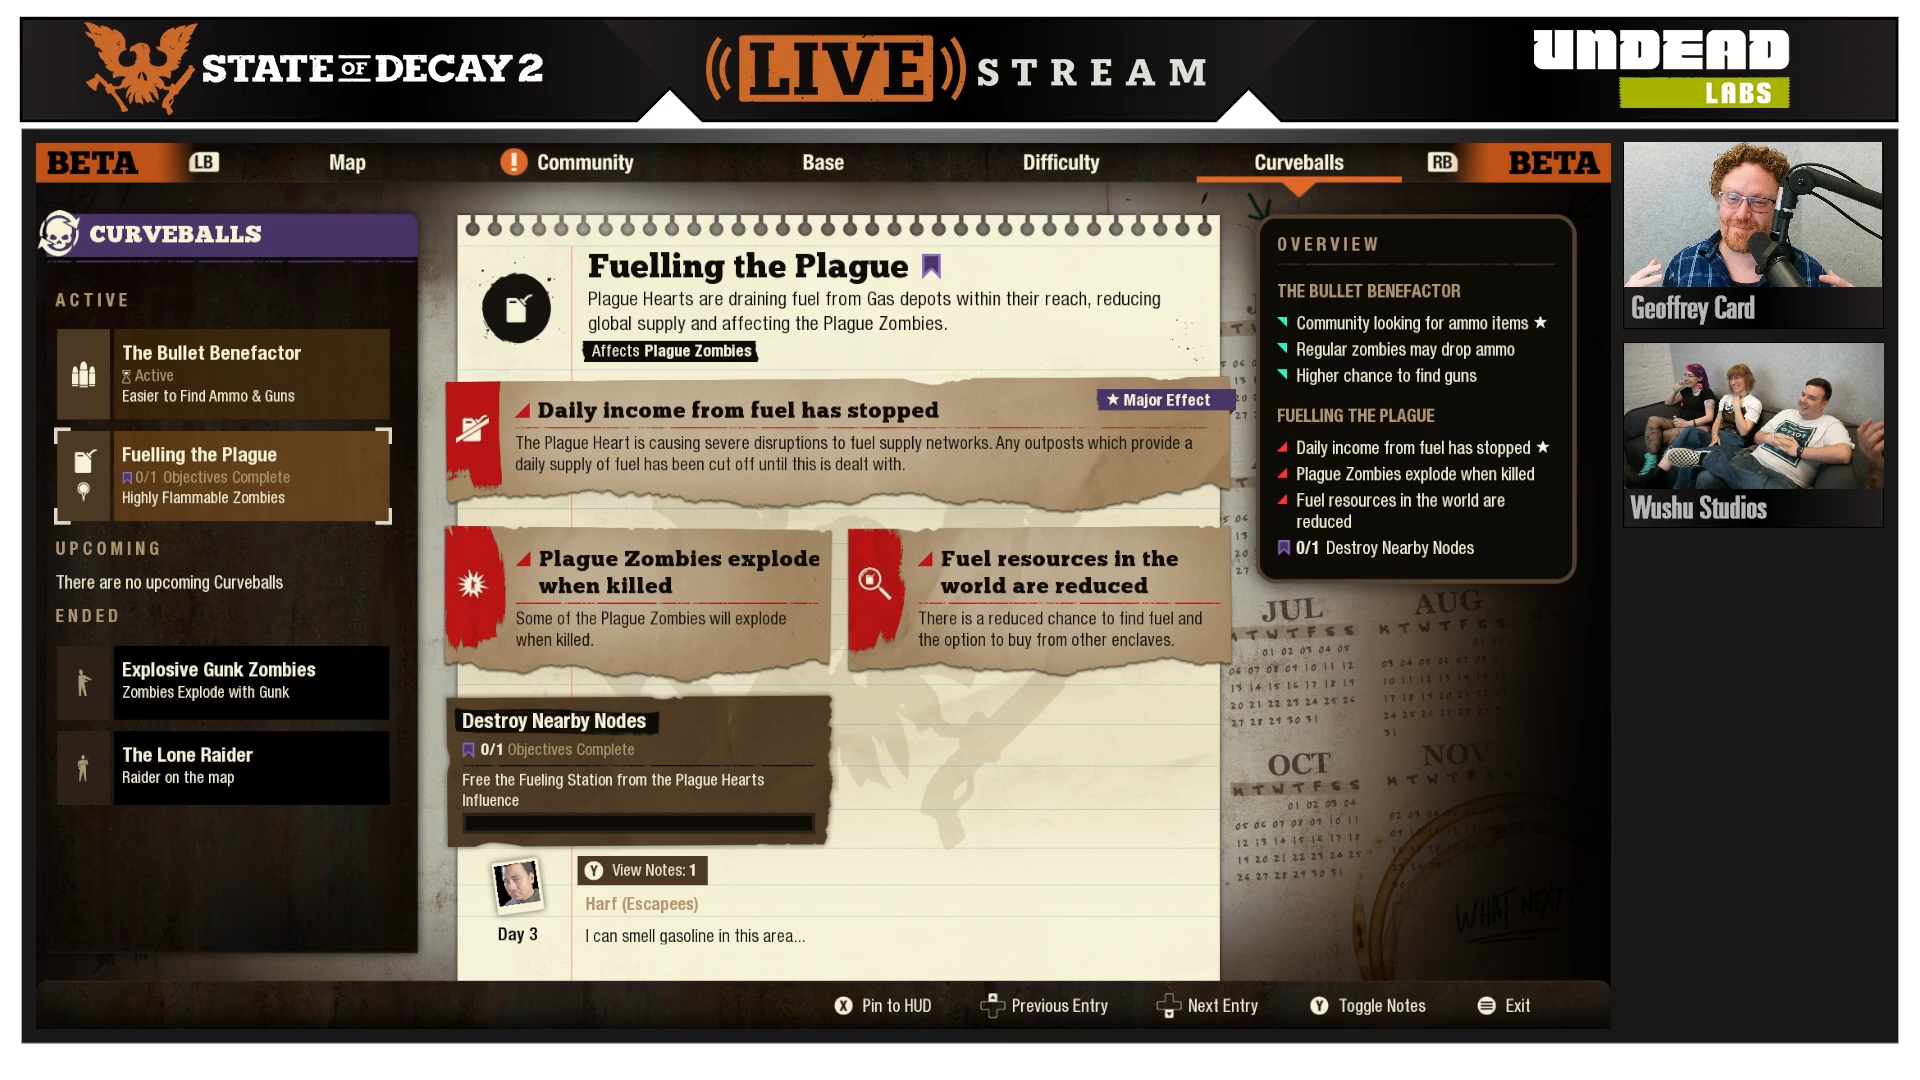 STATE OF DECAY 2
LIVE STREAM
UNDEAD
LABS
BETA
LB
Map
Community
Base
Difficulty
Curveballs
RB
BETA
CURVEBALLS
ACTIVE
The Bullet Benefactor
Active
Easier to Find Ammo & Guns
Fuelling the Plague
0/1 Objectives Complete
Highly Flammable Zombies
UPCOMING
There are no upcoming Curveballs
ENDED
Explosive Gunk Zombies
Zombies Explode with Gunk
The Lone Raider
Raider on the map
Fuelling the Plague
Plague Hearts are draining fuel from Gas depots within their reach, reducing
global supply and affecting the Plague Zombies.
Affects Plague Zombies
★ Major Effect
Daily income from fuel has stopped
The Plague Heart is causing severe disruptions to fuel supply networks. Any outposts which provide a
daily supply of fuel has been cut off until this is dealt with.
Plague Zombies explode
when killed
Some of the Plague Zombies will explode
when killed.
Fuel resources in the
world are reduced
There is a reduced chance to find fuel and
the option to buy from other enclaves.
Destroy Nearby Nodes
0/1 Objectives Complete
Free the Fueling Station from the Plague Hearts
Influence
Y View Notes: 1
Harf (Escapees)
Day 3
I can smell gasoline in this area...
OVERVIEW
THE BULLET BENEFACTOR
Community looking for ammo items ★
Regular zombies may drop ammo
Higher chance to find guns
FUELLING THE PLAGUE
Daily income from fuel has stopped ★
Plague Zombies explode when killed
Fuel resources in the world are
reduced
0/1 Destroy Nearby Nodes
JUL
AUG
OCT
NOV
WHAT NEXT?
X Pin to HUD
Previous Entry
Next Entry
Y Toggle Notes
Exit
Geoffrey Card
Wushu Studios